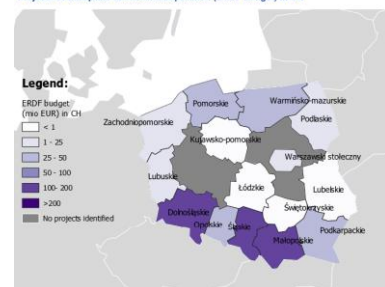 Legend:
ERDF budget
(mio EUR) in CH
< 1
1 - 25
25 - 50
50 - 100
100- 200
>200
No projects identified
Pomorskie
Warmińsko-mazurskie
Zachodniopomorskie
Podlaskie
Kujawsko-pomorskie
Warszawski stołeczny
Lubuskie
Łódzkie
Lubelskie
Dolnośląskie
Świętokrzyskie
Opolskie
Śląskie
Małopolskie
Podkarpackie